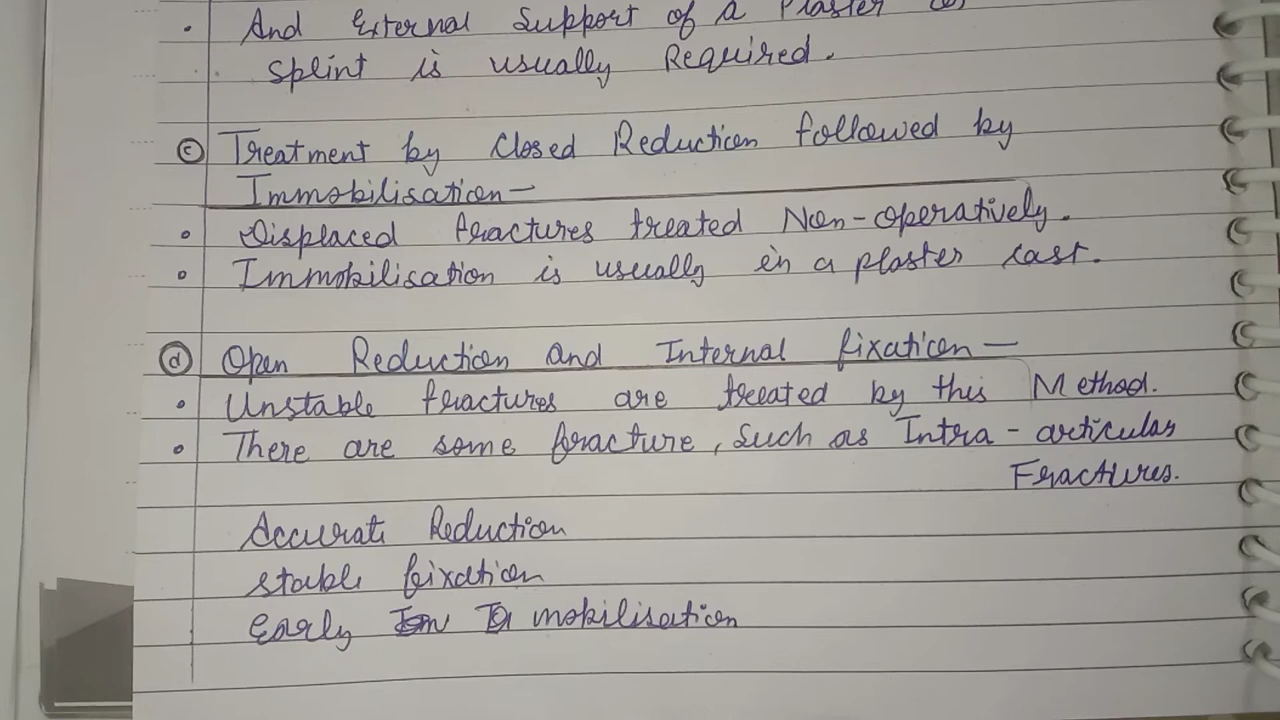 • And External Support of a Plaster or
Splint is usually Required.
ⓒ Treatment by Closed Reduction followed by
Immobilisation—
• Displaced fractures treated Non-operatively.
• Immobilisation is usually in a plaster cast.
ⓓ Open Reduction and Internal fixation—
• Unstable fractures are treated by this Method.
• There are some fracture, Such as Intra-articular
Fractures.
Accurate Reduction
stable fixation
Early mobilisation